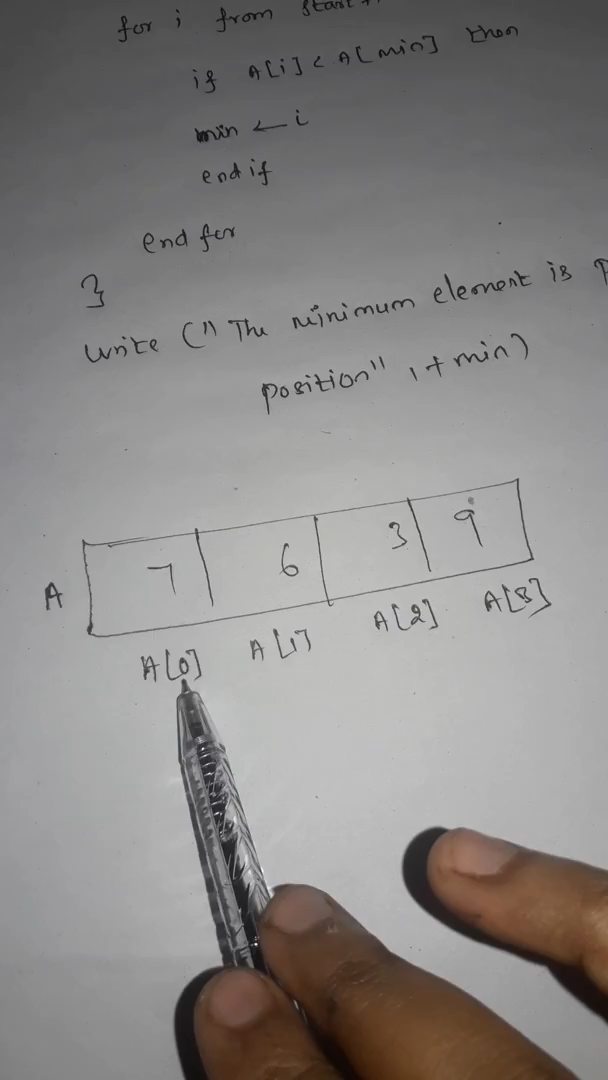 for i from start
if A[i] < A[min] then
min ← i
end if
end for
}
write (" The minimum element is
position" , + min)
A 7 6 3 9
A[0] A[1] A[2] A[3]